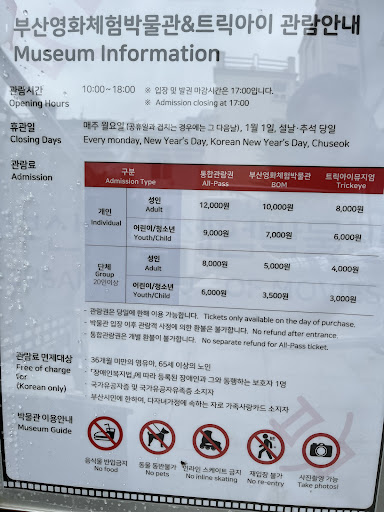 부산영화체험박물관&트릭아이 관람안내
Museum Information
관람시간 10:00~18:00 ※ 입장 및 발권 마감시간은 17:00입니다.
Opening Hours ※ Admission closing at 17:00
휴관일 매주 월요일 (공휴일과 겹치는 경우에는 그 다음날), 1월 1일, 설날·추석 당일
Closing Days Every monday, New Year's Day, Korean New Year's Day, Chuseok
관람료
Admission
구분 통합관람권 부산영화체험박물관 트릭아이뮤지엄
Admission Type All-Pass BOM Trickeye
개인 성인 12,000원 10,000원 8,000원
Individual Adult
어린이/청소년 9,000원 7,000원 6,000원
Youth/Child
단체 성인 8,000원 5,000원 4,000원
Group Adult
20인이상 어린이/청소년 6,000원 3,500원 3,000원
Youth/Child
- 관람권은 당일에 한해 이용 가능합니다. Tickets only available on the day of purchase.
- 박물관 입장 이후 관람객 사정에 의한 환불은 불가합니다. No refund after entrance.
- 통합관람권은 개별 환불이 불가합니다. No separate refund for All-Pass ticket.
관람료 면제대상 - 36개월 미만의 영유아, 65세 이상의 노인
Free of charge - 「장애인복지법」에 따라 등록된 장애인과 그와 동행하는 보호자 1명
for - 국가유공자증 및 국가유공자유족증 소지자
(Korean only) - 부산시민에 한하여, 다자녀가정에 속하는 자로 가족사랑카드 소지자
박물관 이용안내
Museum Guide
음식물 반입금지 동물 동반불가 인라인 스케이트 금지 재입장 불가 사진촬영 가능
No food No pets No inline skating No re-entry Take photos!